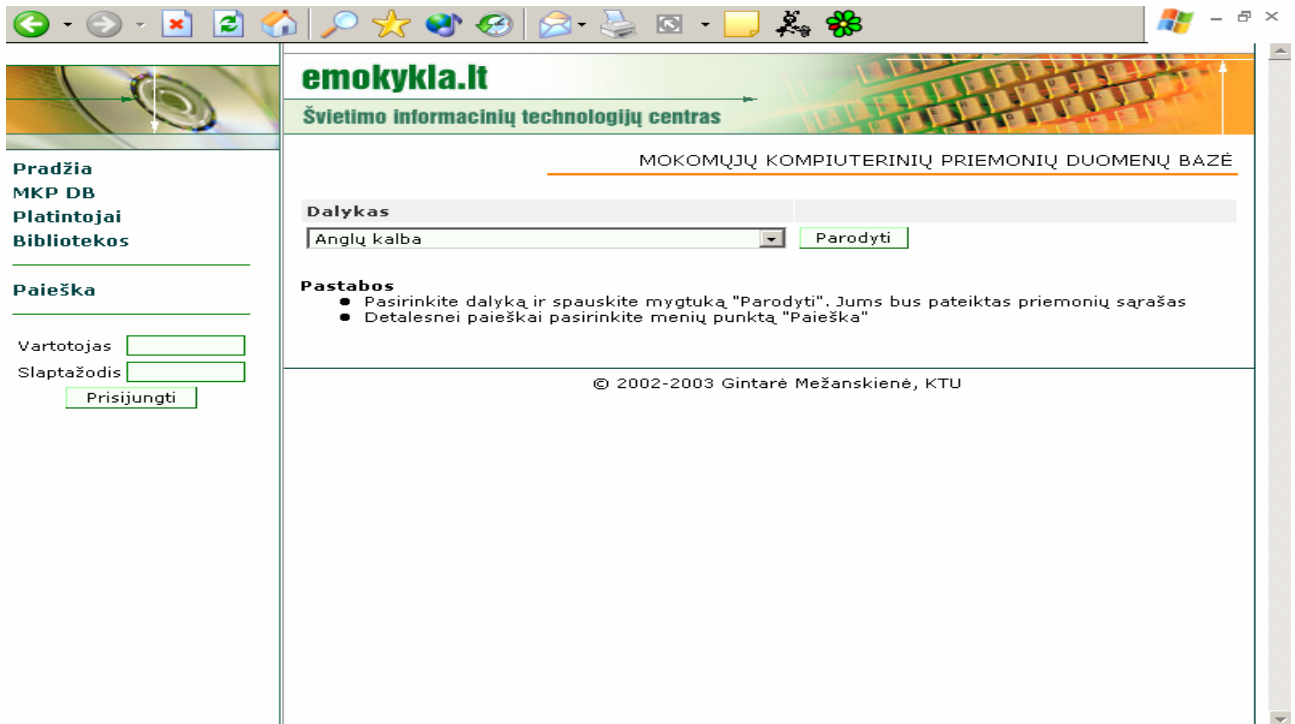 emokykla.lt
Švietimo informacinių technologijų centras
Pradžia
MKP DB
Platintojai
Bibliotekos
Paieška
Vartotojas
Slaptažodis
Prisijungti
MOKOMŲJŲ KOMPIUTERINIŲ PRIEMONIŲ DUOMENŲ BAZĖ
Dalykas
Anglų kalba Parodyti
Pastabos
● Pasirinkite dalyką ir spauskite mygtuką "Parodyti". Jums bus pateiktas priemonių sąrašas
● Detalesnei paieškai pasirinkite menių punktą "Paieška"
© 2002-2003 Gintarė Mežanskienė, KTU